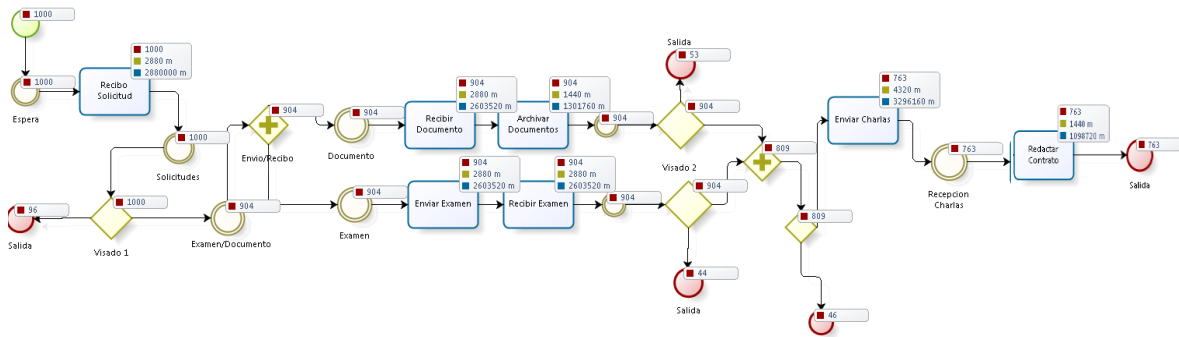 1000
1000
Espera
1000
2880 m
2880000 m
Recibo
Solicitud
1000
Solicitudes
96
Salida
1000
Visado 1
904
Examen/Documento
904
Envio/Recibo
904
Documento
904
2880 m
2603520 m
Recibir
Documento
904
1440 m
1301760 m
Archivar
Documentos
904
Salida
53
904
Visado 2
904
Examen
904
2880 m
2603520 m
Enviar Examen
904
2880 m
2603520 m
Recibir Examen
904
904
44
Salida
809
809
46
763
4320 m
3296160 m
Enviar Charlas
763
Recepcion
Charlas
763
1440 m
1098720 m
Redactar
Contrato
763
Salida